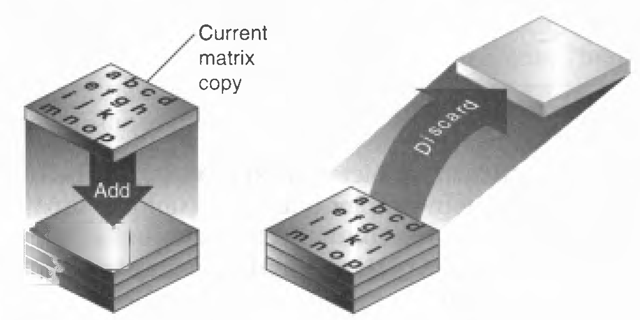 Current
matrix
copy
a b c d
e f g h
i j k l
m n o p
Add
Discard
a b c d
e f g h
i j k l
m n o p